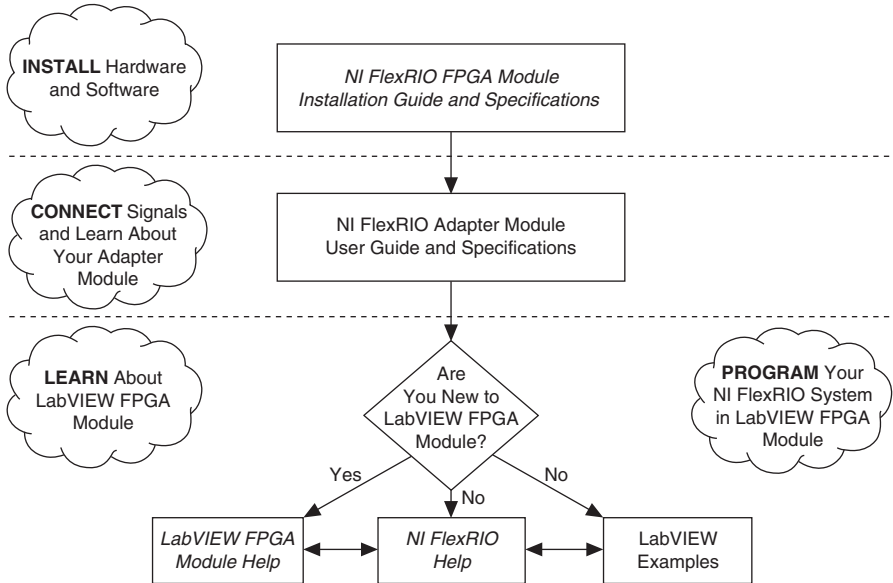 INSTALL Hardware
and Software
NI FlexRIO FPGA Module
Installation Guide and Specifications
CONNECT Signals
and Learn About
Your Adapter
Module
NI FlexRIO Adapter Module
User Guide and Specifications
LEARN About
LabVIEW FPGA
Module
Are
You New to
LabVIEW FPGA
Module?
PROGRAM Your
NI FlexRIO System
in LabVIEW FPGA
Module
Yes
No
No
LabVIEW FPGA
Module Help
NI FlexRIO
Help
LabVIEW
Examples